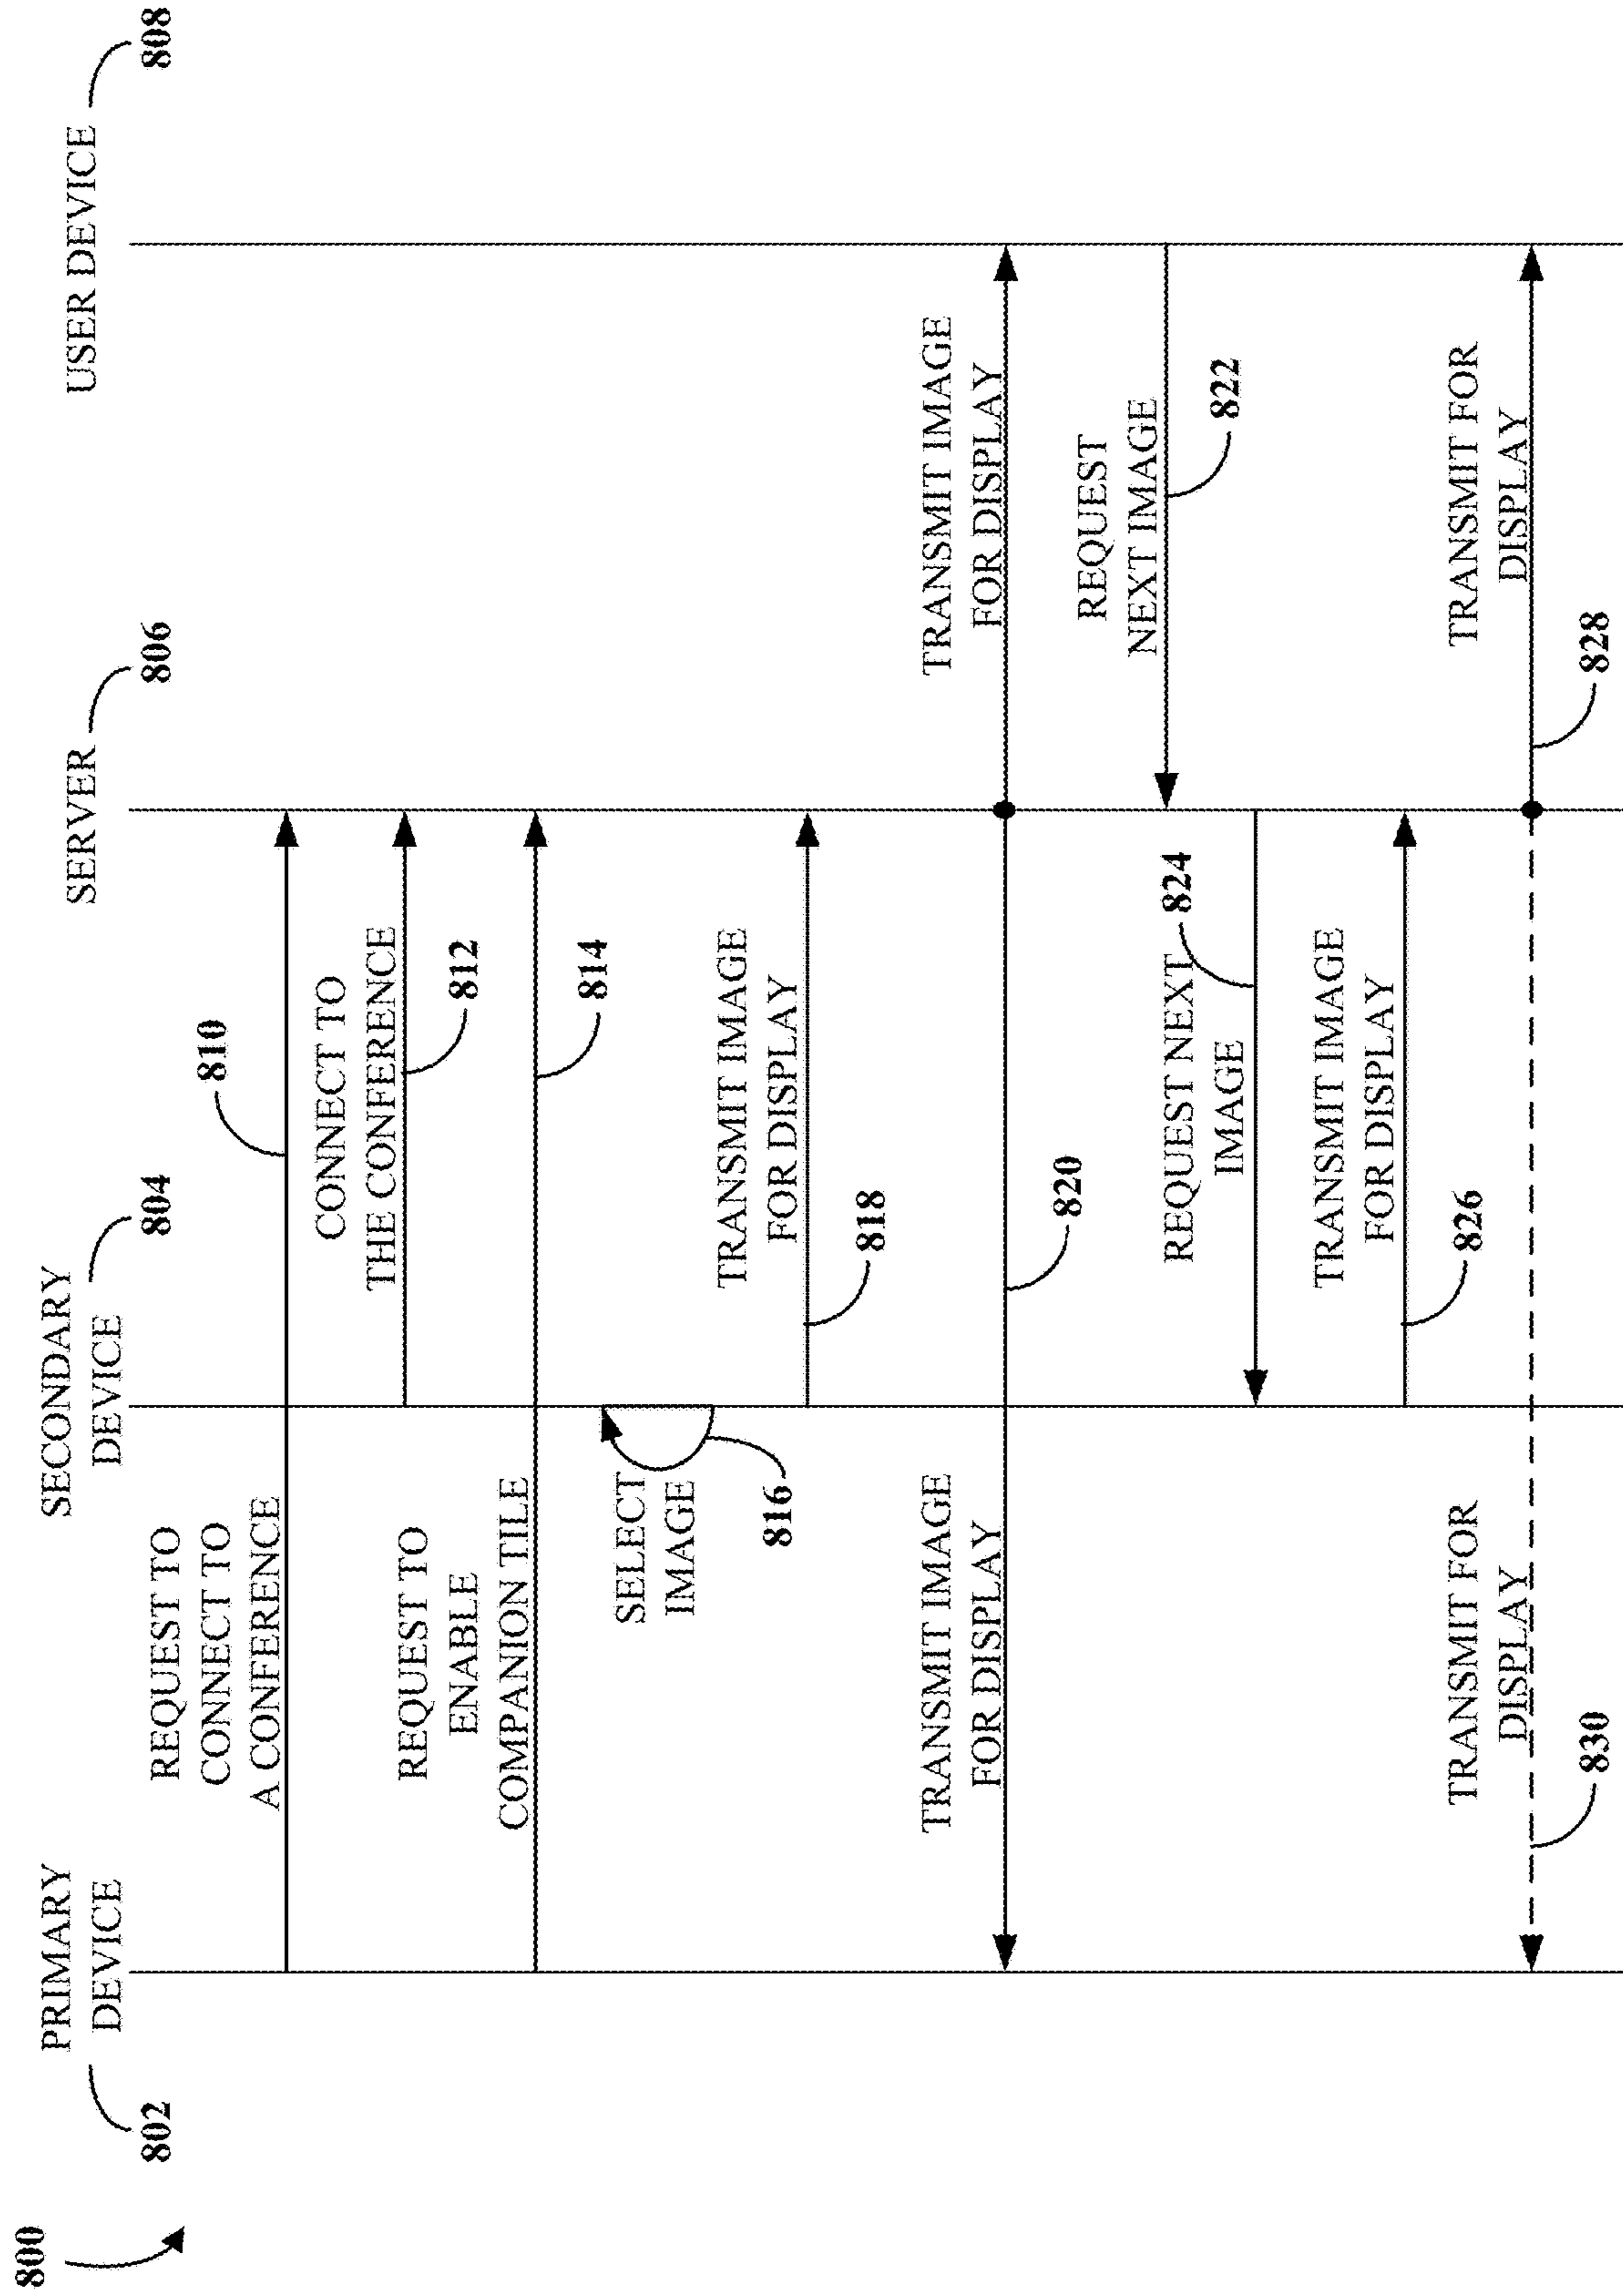 800
PRIMARY
DEVICE
802
SECONDARY
DEVICE
804
SERVER
806
USER DEVICE
808
REQUEST TO
CONNECT TO
A CONFERENCE
810
CONNECT TO
THE CONFERENCE
812
REQUEST TO
ENABLE
COMPANION TILE
814
SELECT
IMAGE
816
TRANSMIT IMAGE
FOR DISPLAY
818
TRANSMIT IMAGE
FOR DISPLAY
820
TRANSMIT IMAGE
FOR DISPLAY
REQUEST
NEXT IMAGE
822
REQUEST NEXT
IMAGE
824
TRANSMIT IMAGE
FOR DISPLAY
826
TRANSMIT FOR
DISPLAY
830
TRANSMIT FOR
DISPLAY
828